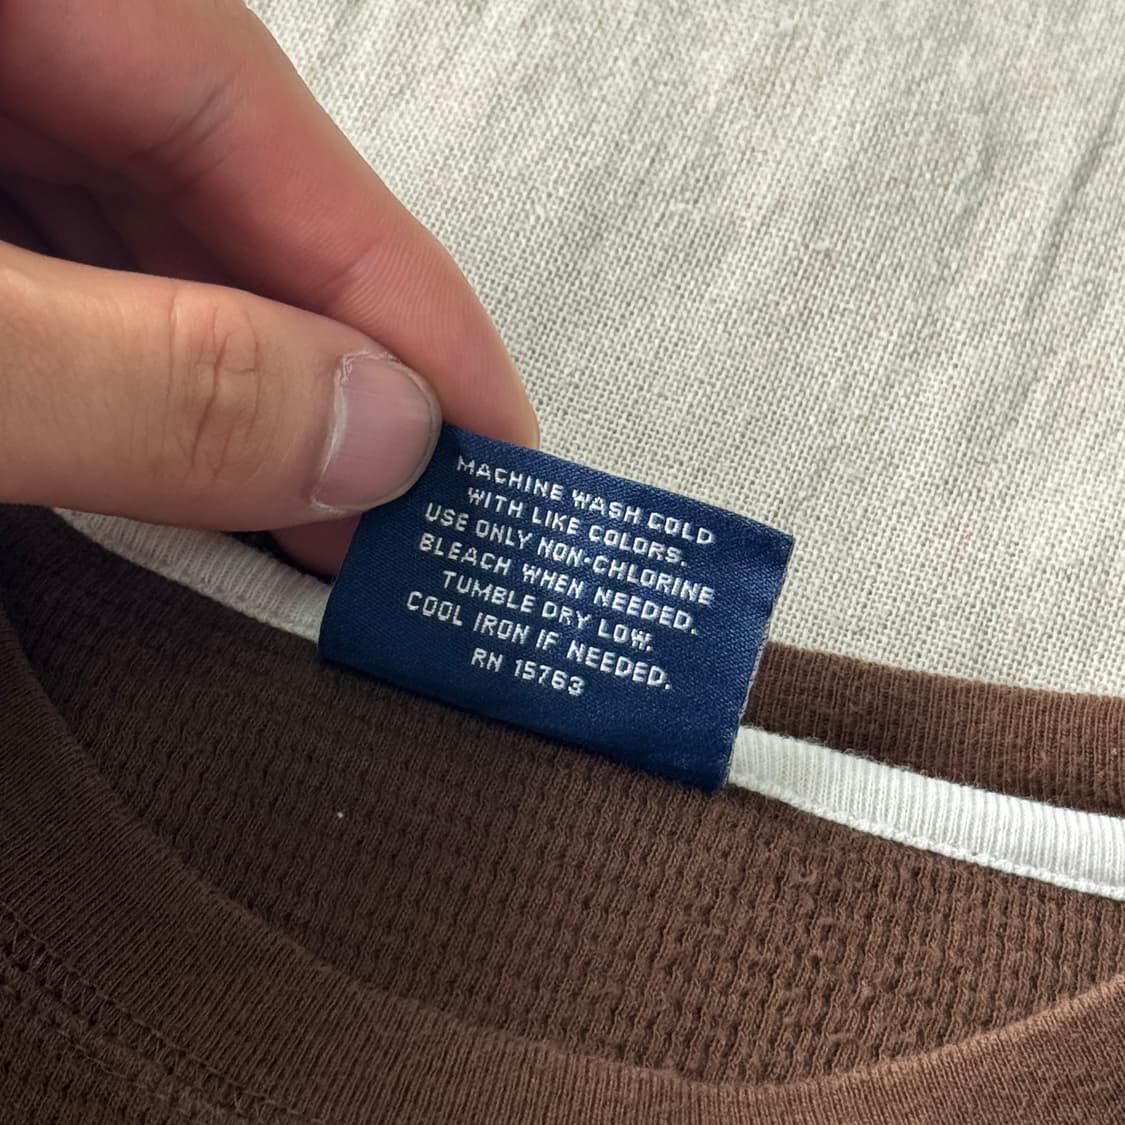 MACHINE WASH COLD
WITH LIKE COLORS.
USE ONLY NON-CHLORINE
BLEACH WHEN NEEDED.
TUMBLE DRY LOW.
COOL IRON IF NEEDED.
RN 15763